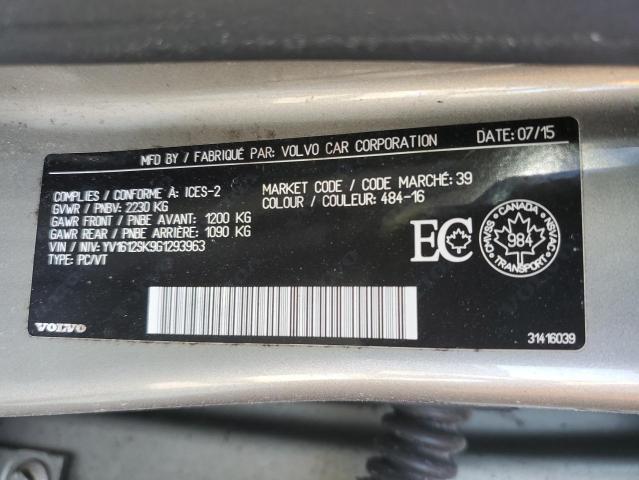 MFD BY / FABRIQUÉ PAR: VOLVO CAR CORPORATION
DATE: 07/15
COMPLIES / CONFORME À: ICES-2
GVWR / PNBV: 2230 KG
GAWR FRONT / PNBE AVANT: 1200 KG
GAWR REAR / PNBE ARRIÈRE: 1090 KG
VIN / NIV: YV1612SK9G1293963
TYPE: PC/VT
MARKET CODE / CODE MARCHÉ: 39
COLOUR / COULEUR: 484-16
EC
CANADA
SSMVC NSVAC
984
TRANSPORT
VOLVO
31416039